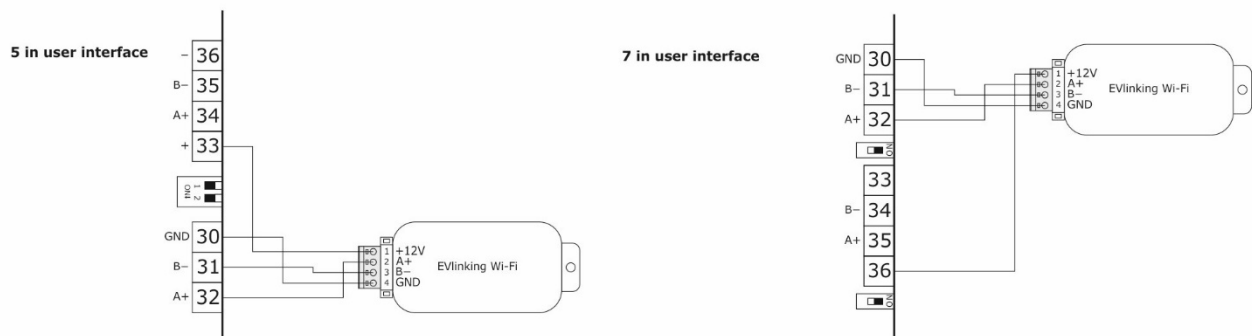 5 in user interface
– 36
B– 35
A+ 34
+ 33
ON
1
2
GND 30
B– 31
A+ 32
1 +12V
2 A+
3 B–
4 GND
EVlinking Wi-Fi
7 in user interface
GND 30
B– 31
A+ 32
ON
33
B– 34
A+ 35
36
ON
1 +12V
2 A+
3 B–
4 GND
EVlinking Wi-Fi